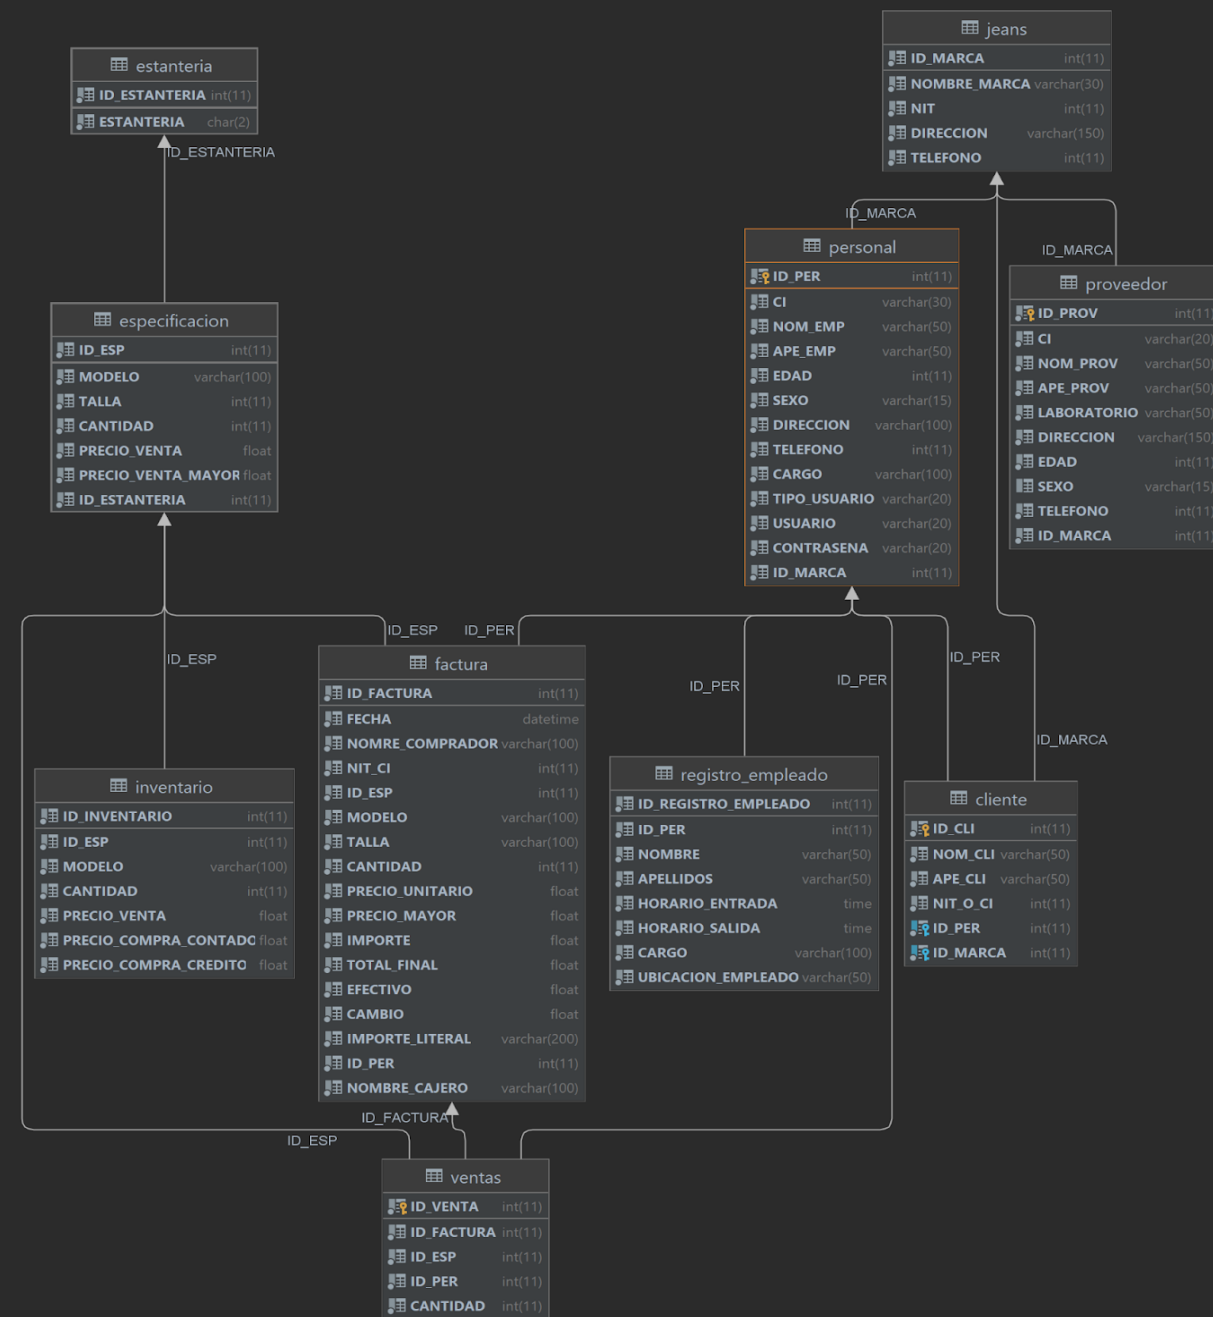 estanteria
ID_ESTANTERIA int(11)
ESTANTERIA char(2)
ID_ESTANTERIA
jeans
ID_MARCA int(11)
NOMBRE_MARCA varchar(30)
NIT int(11)
DIRECCION varchar(150)
TELEFONO int(11)
ID_MARCA
ID_MARCA
personal
ID_PER int(11)
CI varchar(30)
NOM_EMP varchar(50)
APE_EMP varchar(50)
EDAD int(11)
SEXO varchar(15)
DIRECCION varchar(100)
TELEFONO int(11)
CARGO varchar(100)
TIPO_USUARIO varchar(20)
USUARIO varchar(20)
CONTRASENA varchar(20)
ID_MARCA int(11)
proveedor
ID_PROV int(11)
CI varchar(20)
NOM_PROV varchar(50)
APE_PROV varchar(50)
LABORATORIO varchar(50)
DIRECCION varchar(150)
EDAD int(11)
SEXO varchar(15)
TELEFONO int(11)
ID_MARCA int(11)
especificacion
ID_ESP int(11)
MODELO varchar(100)
TALLA int(11)
CANTIDAD int(11)
PRECIO_VENTA float
PRECIO_VENTA_MAYOR float
ID_ESTANTERIA int(11)
ID_ESP
ID_ESP
ID_PER
ID_PER
ID_PER
ID_PER
ID_MARCA
factura
ID_FACTURA int(11)
FECHA datetime
NOMRE_COMPRADOR varchar(100)
NIT_CI int(11)
ID_ESP int(11)
MODELO varchar(100)
TALLA varchar(100)
CANTIDAD int(11)
PRECIO_UNITARIO float
PRECIO_MAYOR float
IMPORTE float
TOTAL_FINAL float
EFECTIVO float
CAMBIO float
IMPORTE_LITERAL varchar(200)
ID_PER int(11)
NOMBRE_CAJERO varchar(100)
inventario
ID_INVENTARIO int(11)
ID_ESP int(11)
MODELO varchar(100)
CANTIDAD int(11)
PRECIO_VENTA float
PRECIO_COMPRA_CONTADO float
PRECIO_COMPRA_CREDITO float
registro_empleado
ID_REGISTRO_EMPLEADO int(11)
ID_PER int(11)
NOMBRE varchar(50)
APELLIDOS varchar(50)
HORARIO_ENTRADA time
HORARIO_SALIDA time
CARGO varchar(100)
UBICACION_EMPLEADO varchar(50)
cliente
ID_CLI int(11)
NOM_CLI varchar(50)
APE_CLI varchar(50)
NIT_O_CI int(11)
ID_PER int(11)
ID_MARCA int(11)
ID_FACTURA
ID_ESP
ventas
ID_VENTA int(11)
ID_FACTURA int(11)
ID_ESP int(11)
ID_PER int(11)
CANTIDAD int(11)